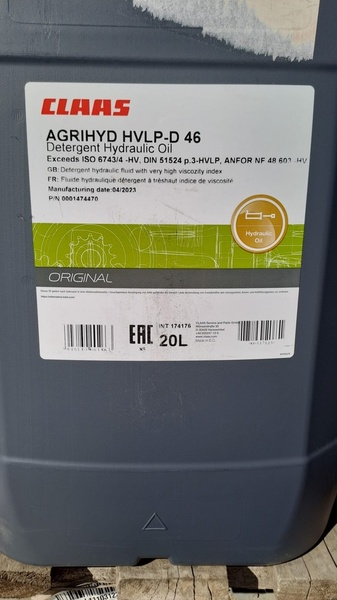 CLAAS
AGRIHYD HVLP-D 46
Detergent Hydraulic Oil
Exceeds ISO 6743/4 -HV, DIN 51524 p.3-HVLP, ANFOR NF 48 603 -HV
GB: Detergent hydraulic fluid with very high viscosity index
FR: Fluide hydraulique détergent à tréshaut indice de viscosité
Manufacturing date:04/2023
P/N 0001474470
Hydraulic
Oil
ORIGINAL
EAC
INT 174176
20L